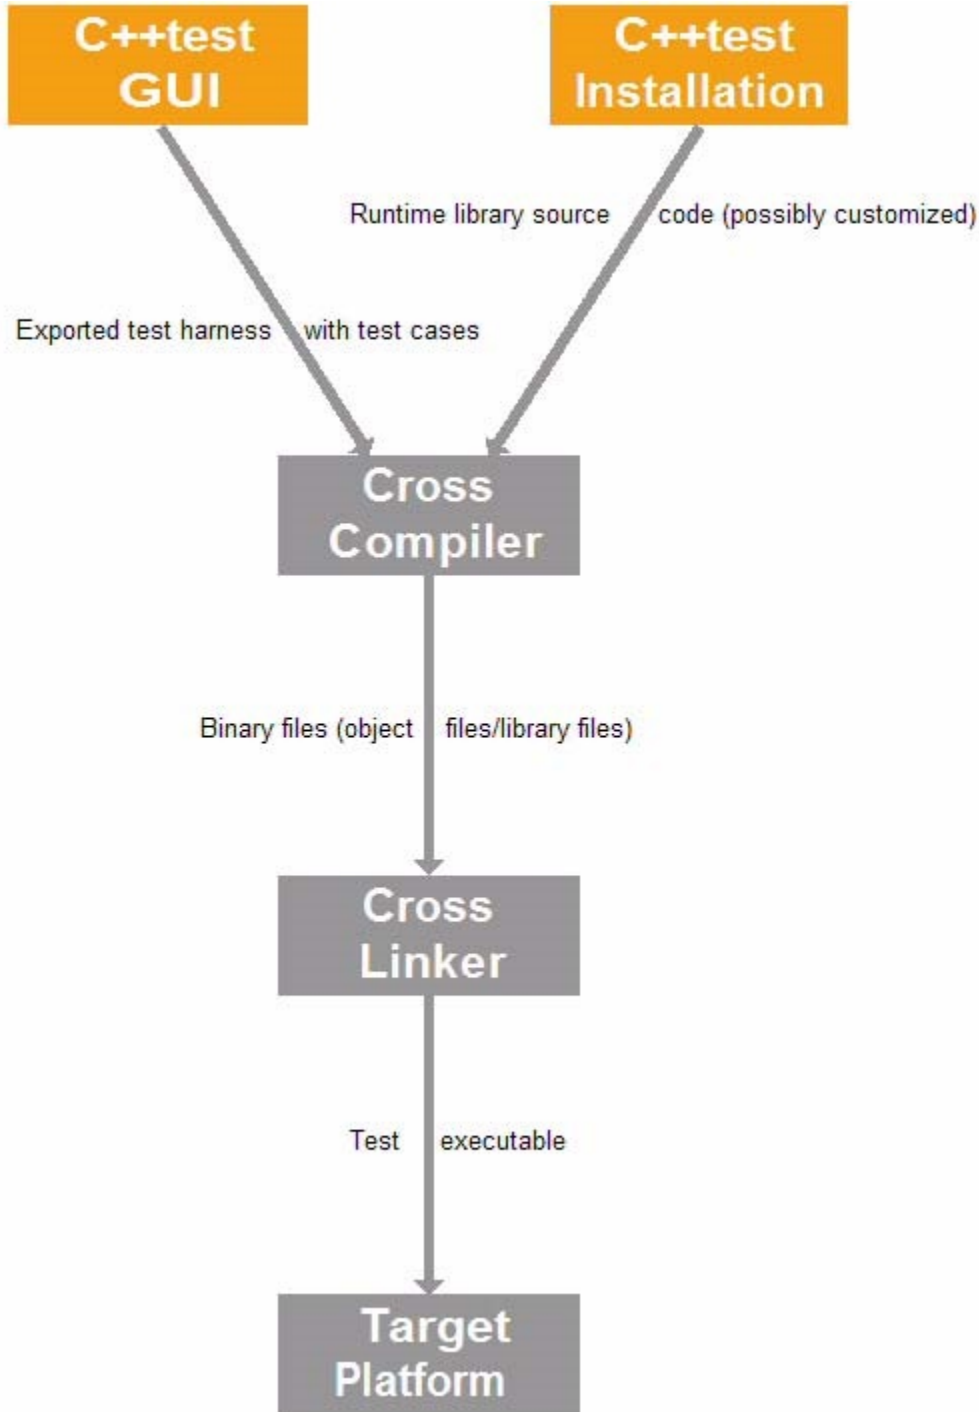 C++test
GUI
C++test
Installation
Runtime library source code (possibly customized)
Exported test harness with test cases
Cross
Compiler
Binary files (object files/library files)
Cross
Linker
Test executable
Target
Platform